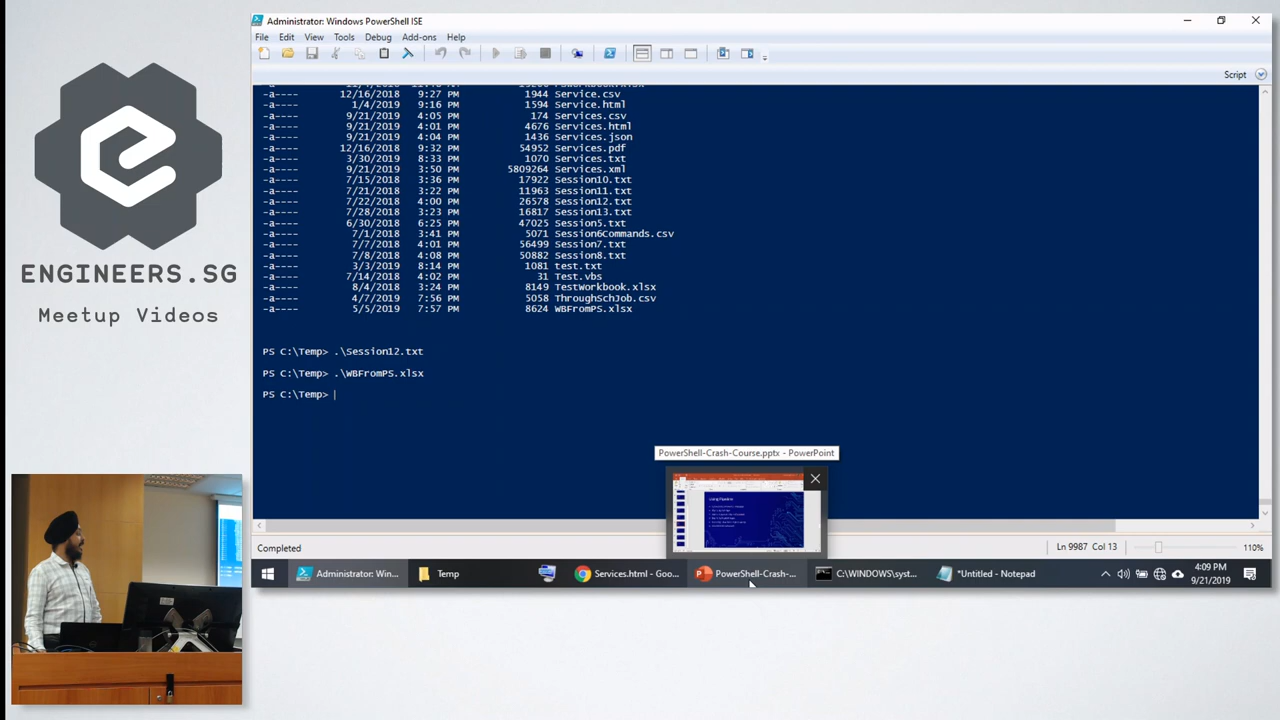 Administrator: Windows PowerShell ISE
File Edit View Tools Debug Add-ons Help
Script
-a---- 12/16/2018 9:27 PM 1944 Service.csv
-a---- 1/4/2019 9:16 PM 1594 Service.html
-a---- 9/21/2019 4:05 PM 174 Services.csv
-a---- 9/21/2019 4:01 PM 4676 Services.html
-a---- 9/21/2019 4:04 PM 1436 Services.json
-a---- 12/16/2018 9:32 PM 54952 Services.pdf
-a---- 3/30/2019 8:33 PM 1070 Services.txt
-a---- 9/21/2019 3:50 PM 5809264 Services.xml
-a---- 7/15/2018 3:36 PM 17922 Session10.txt
-a---- 7/21/2018 3:22 PM 11963 Session11.txt
-a---- 7/22/2018 4:00 PM 26578 Session12.txt
-a---- 7/28/2018 3:23 PM 16817 Session13.txt
-a---- 6/30/2018 6:25 PM 47025 Session5.txt
-a---- 7/1/2018 3:41 PM 5071 Session6Commands.csv
-a---- 7/7/2018 4:01 PM 56499 Session7.txt
-a---- 7/8/2018 4:08 PM 50882 Session8.txt
-a---- 3/3/2019 8:14 PM 1081 test.txt
-a---- 7/14/2018 4:02 PM 31 Test.vbs
-a---- 8/4/2018 3:24 PM 8149 TestWorkbook.xlsx
-a---- 4/7/2019 7:56 PM 5058 ThroughSchJob.csv
-a---- 5/5/2019 7:57 PM 8624 WBFromPS.xlsx
PS C:\Temp> .\Session12.txt
PS C:\Temp> .\WBFromPS.xlsx
PS C:\Temp>
PowerShell-Crash-Course.pptx - PowerPoint
Using Pipeline
Completed
Ln 9987 Col 13
110%
Administrator: Win...
Temp
Services.html - Goo...
PowerShell-Crash-...
C:\WINDOWS\syst...
*Untitled - Notepad
4:09 PM
9/21/2019
ENGINEERS.SG
Meetup Videos